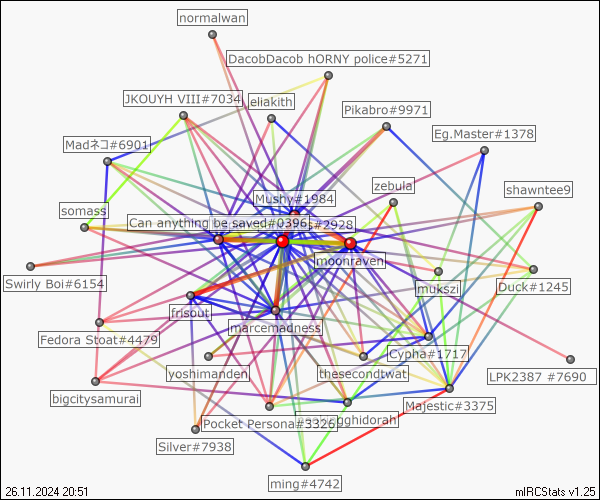 normalwan
DacobDacob hORNY police#5271
JKOUYH VIII#7034
eliakith
Pikabro#9971
Eg.Master#1378
Madネコ#6901
zebula
shawntee9
Mushy#1984
somass
Can anything be saved#0396
#2928
moonraven
Swirly Boi#6154
mukszi
Duck#1245
frisout
marcemadness
Fedora Stoat#4479
Cypha#1717
yoshimanden
thesecondtwat
LPK2387 #7690
bigcitysamurai
Majestic#3375
Pocket Persona#3326
gghidorah
Silver#7938
ming#4742
26.11.2024 20:51
mIRCStats v1.25